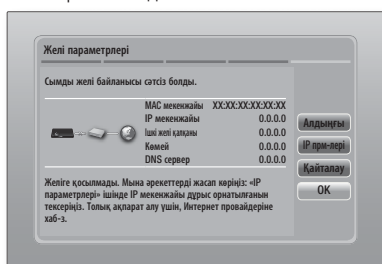 Желі параметрлері
Сымды желі байланысы сәтсіз болды.
MAC мекенжайы XX:XX:XX:XX:XX:XX
IP мекенжайы 0.0.0.0
Ішкі желі қалқаны 0.0.0.0
Көмей 0.0.0.0
DNS сервер 0.0.0.0
Алдыңғы
IP прм-лері
Қайталау
OK
Желіге қосылмады. Мына әрекеттерді жасап көріңіз: «IP
параметрлері» ішінде IP мекенжайы дұрыс орнатылғанын
тексеріңіз. Толық ақпарат алу үшін, Интернет провайдеріне
хаб-з.